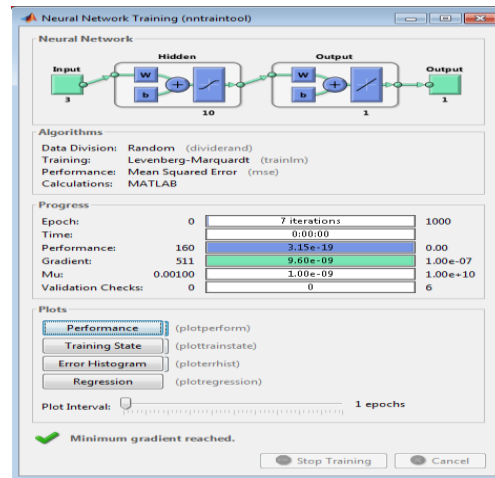 Neural Network Training (nntraintool)
Neural Network
Hidden Output
Input Output
W W
b b
3 10 1 1
Algorithms
Data Division: Random (dividerand)
Training: Levenberg-Marquardt (trainlm)
Performance: Mean Squared Error (mse)
Calculations: MATLAB
Progress
Epoch: 0 7 iterations 1000
Time: 0:00:00
Performance: 160 3.15e-19 0.00
Gradient: 511 9.60e-09 1.00e-07
Mu: 0.00100 1.00e-09 1.00e+10
Validation Checks: 0 0 6
Plots
Performance (plotperform)
Training State (plottrainstate)
Error Histogram (ploterrhist)
Regression (plotregression)
Plot Interval: 1 epochs
Minimum gradient reached.
Stop Training Cancel